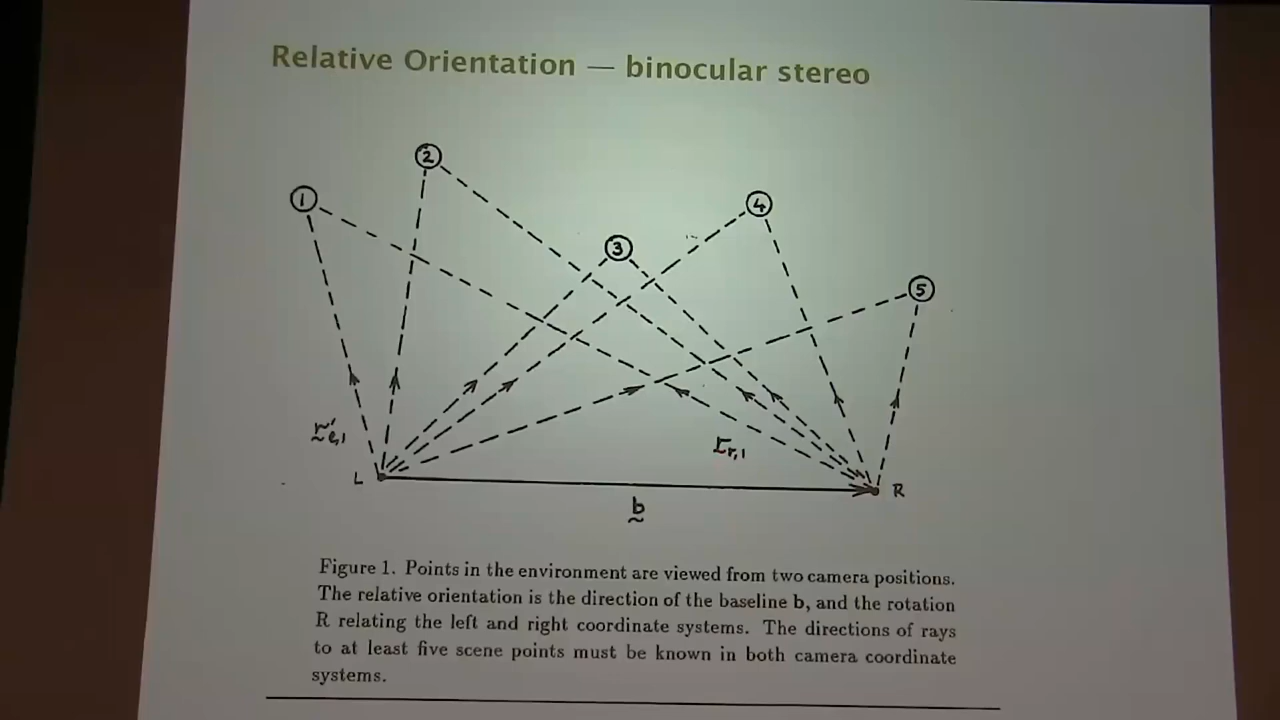 Relative Orientation — binocular stereo
2
1
4
3
5
r'ℓ,1
rr,1
L
R
b
Figure 1. Points in the environment are viewed from two camera positions.
The relative orientation is the direction of the baseline b, and the rotation
R relating the left and right coordinate systems. The directions of rays
to at least five scene points must be known in both camera coordinate
systems.